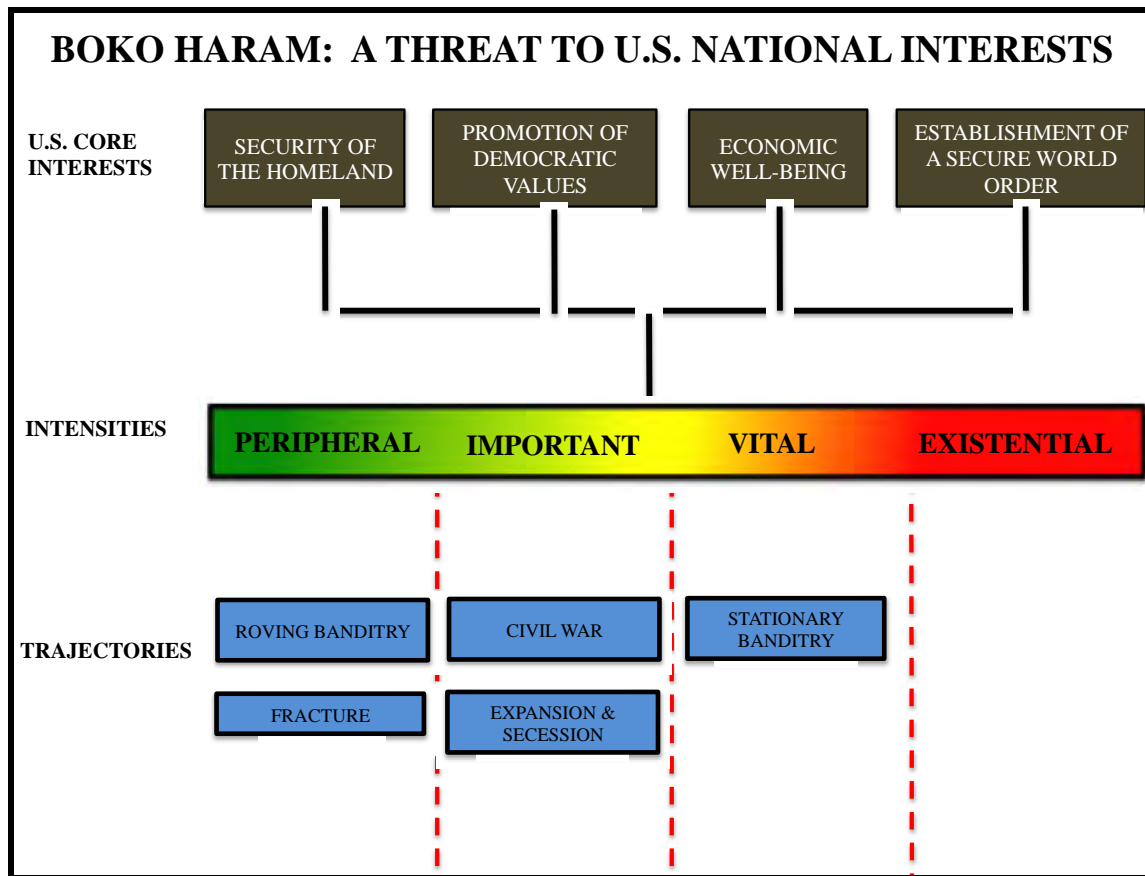 BOKO HARAM: A THREAT TO U.S. NATIONAL INTERESTS
U.S. CORE
INTERESTS
SECURITY OF
THE HOMELAND
PROMOTION OF
DEMOCRATIC
VALUES
ECONOMIC
WELL-BEING
ESTABLISHMENT OF
A SECURE WORLD
ORDER
INTENSITIES
PERIPHERAL
IMPORTANT
VITAL
EXISTENTIAL
TRAJECTORIES
ROVING BANDITRY
CIVIL WAR
STATIONARY
BANDITRY
FRACTURE
EXPANSION &
SECESSION